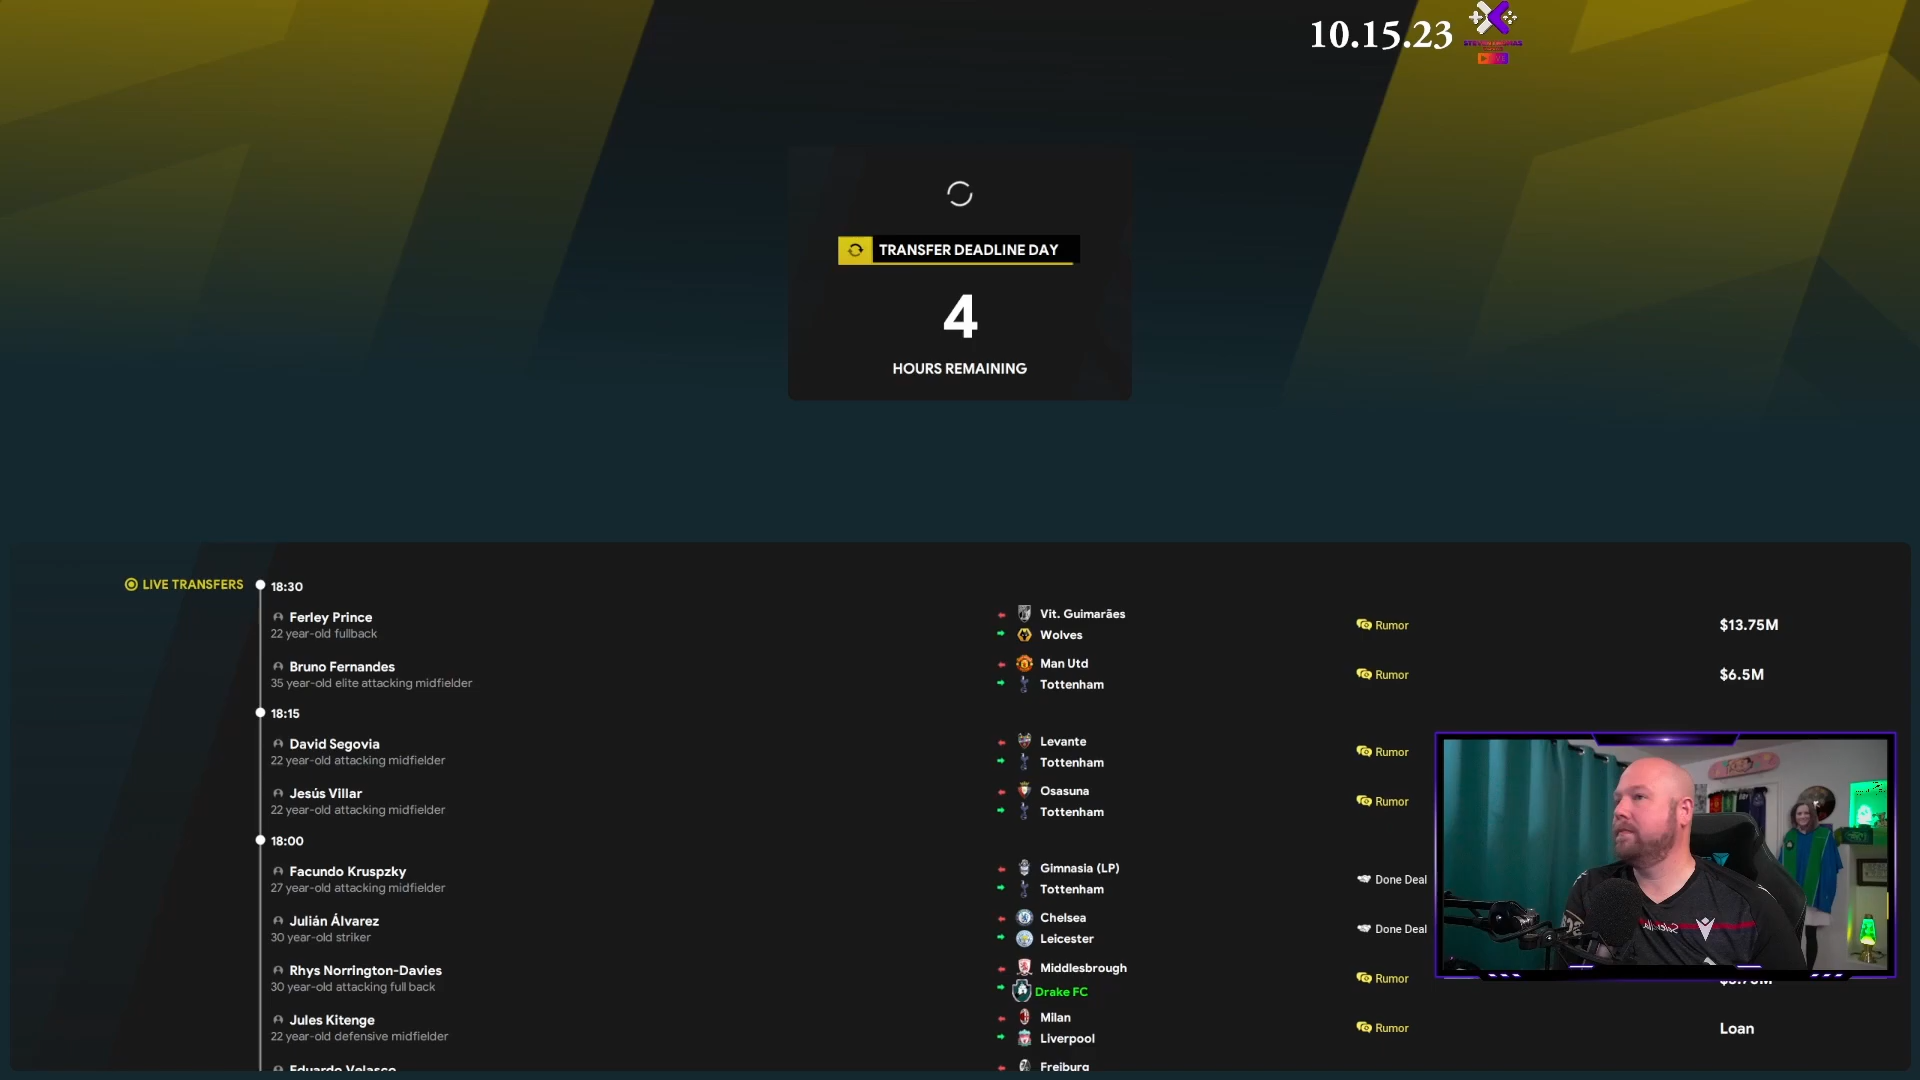 10.15.23
TRANSFER DEADLINE DAY
4
HOURS REMAINING
LIVE TRANSFERS
18:30
Ferley Prince
22 year-old fullback
Vit. Guimarães
Wolves
Rumor
$13.75M
Bruno Fernandes
35 year-old elite attacking midfielder
Man Utd
Tottenham
Rumor
$6.5M
18:15
David Segovia
22 year-old attacking midfielder
Levante
Tottenham
Rumor
Jesús Villar
22 year-old attacking midfielder
Osasuna
Tottenham
Rumor
18:00
Facundo Kruspzky
27 year-old attacking midfielder
Gimnasia (LP)
Tottenham
Done Deal
Julián Álvarez
30 year-old striker
Chelsea
Leicester
Done Deal
Rhys Norrington-Davies
30 year-old attacking full back
Middlesbrough
Drake FC
Rumor
Jules Kitenge
22 year-old defensive midfielder
Milan
Liverpool
Rumor
Loan
Eduardo Velasco
Freiburg